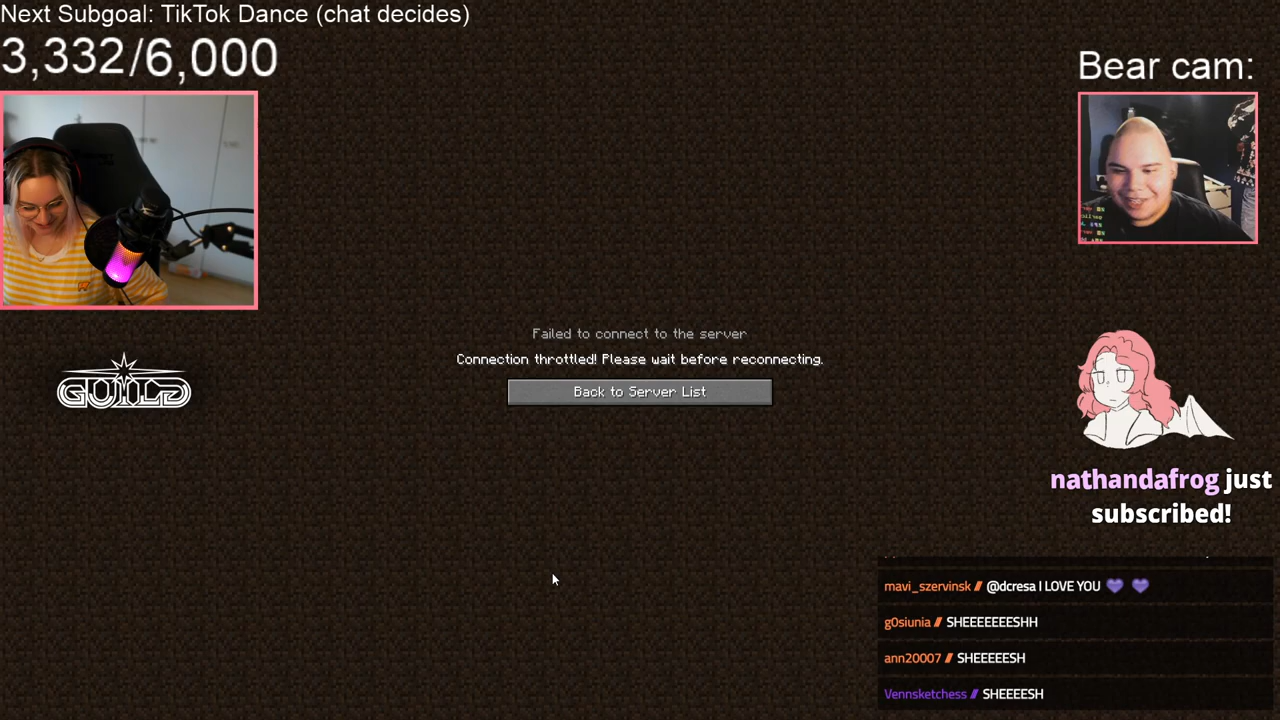 Next Subgoal: TikTok Dance (chat decides)
3,332/6,000
Bear cam:
Failed to connect to the server
Connection throttled! Please wait before reconnecting.
Back to Server List
GUILD
nathandafrog just
subscribed!
mavi_szervinsk // @dcresa I LOVE YOU 💜 💜
g0siunia // SHEEEEEEESHH
ann20007 // SHEEEEESH
Vennsketchess // SHEEEESH